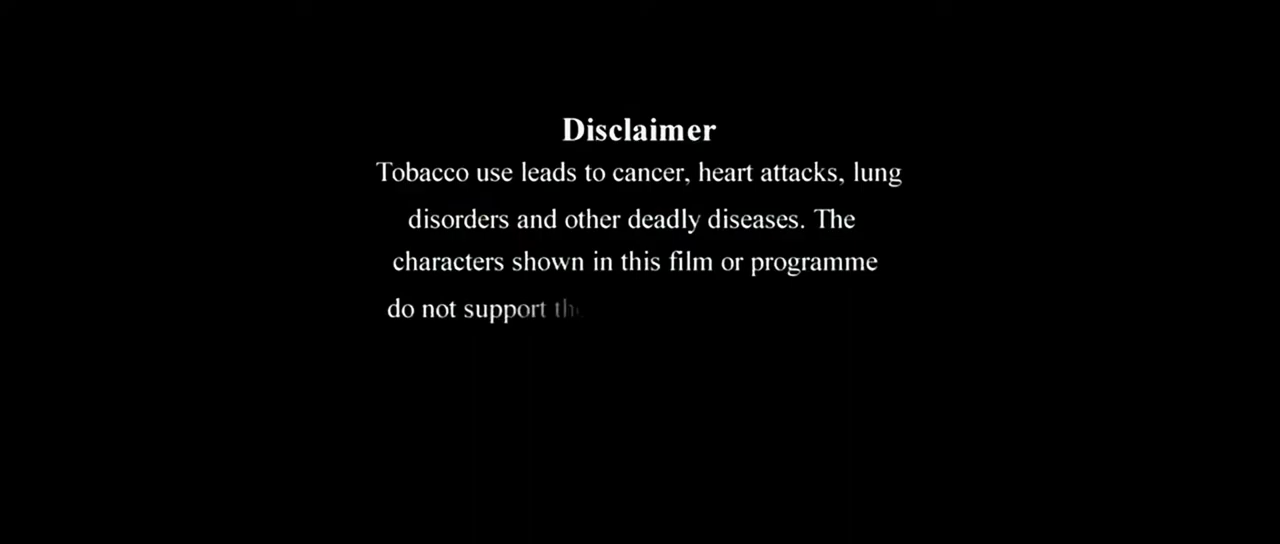 Disclaimer
Tobacco use leads to cancer, heart attacks, lung
disorders and other deadly diseases. The
characters shown in this film or programme
do not support